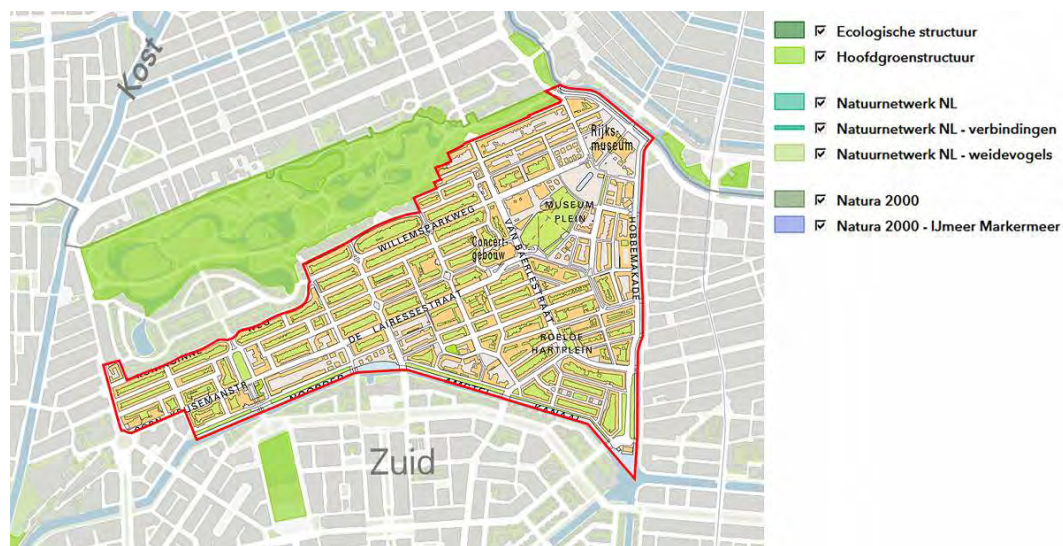 Kost
Rijks-
museum
MUSEUM
PLEIN
WILLEMSPARKWEG
Concert-
gebouw
VAN BAERLESTRAAT
HOBBEMAKADE
DE LAIRESSESTRAAT
ROELOF
HARTPLEIN
WEG
NOORDER
AMSTEL
KANAAL
Zuid
Ecologische structuur
Hoofdgroenstructuur
Natuurnetwerk NL
Natuurnetwerk NL - verbindingen
Natuurnetwerk NL - weidevogels
Natura 2000
Natura 2000 - IJmeer Markermeer